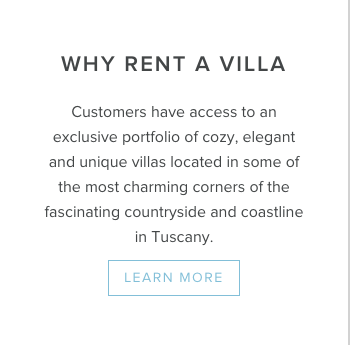 WHY RENT A VILLA
Customers have access to an
exclusive portfolio of cozy, elegant
and unique villas located in some of
the most charming corners of the
fascinating countryside and coastline
in Tuscany.
LEARN MORE